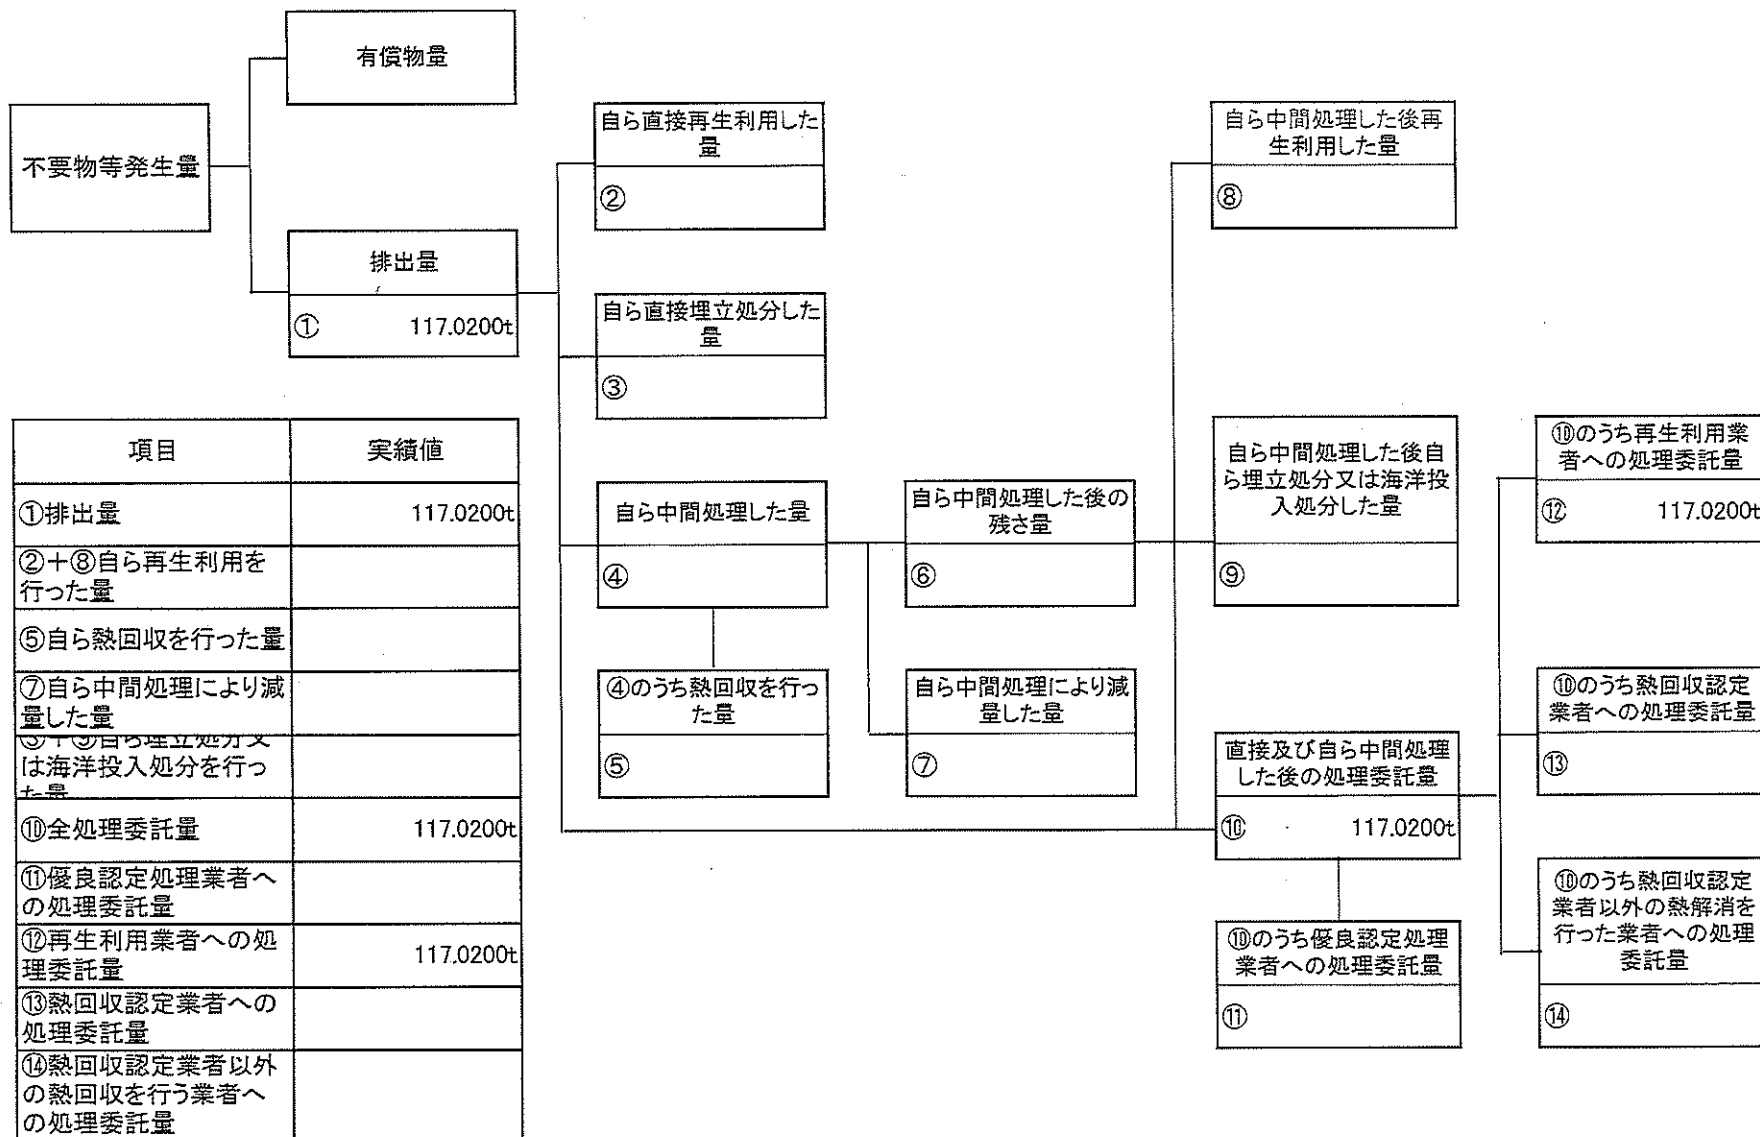 有償物量
不要物等発生量
排出量
① 117.0200t
自ら直接再生利用した
量
②
自ら直接埋立処分した
量
③
自ら中間処理した量
④
④のうち熱回収を行っ
た量
⑤
自ら中間処理した後の
残さ量
⑥
自ら中間処理により減
量した量
⑦
自ら中間処理した後再
生利用した量
⑧
自ら中間処理した後自
ら埋立処分又は海洋投
入処分した量
⑨
直接及び自ら中間処理
した後の処理委託量
⑩ 117.0200t
⑩のうち優良認定処理
業者への処理委託量
⑪
⑩のうち再生利用業
者への処理委託量
⑫ 117.0200t
⑩のうち熱回収認定
業者への処理委託量
⑬
⑩のうち熱回収認定
業者以外の熱解消を
行った業者への処理
委託量
⑭
項目 実績値
①排出量 117.0200t
②+⑧自ら再生利用を
行った量
⑤自ら熱回収を行った量
⑦自ら中間処理により減
量した量
③+⑨自ら埋立処分又
は海洋投入処分を行っ
た量
⑩全処理委託量 117.0200t
⑪優良認定処理業者へ
の処理委託量
⑫再生利用業者への処
理委託量 117.0200t
⑬熱回収認定業者への
処理委託量
⑭熱回収認定業者以外
の熱回収を行う業者へ
の処理委託量